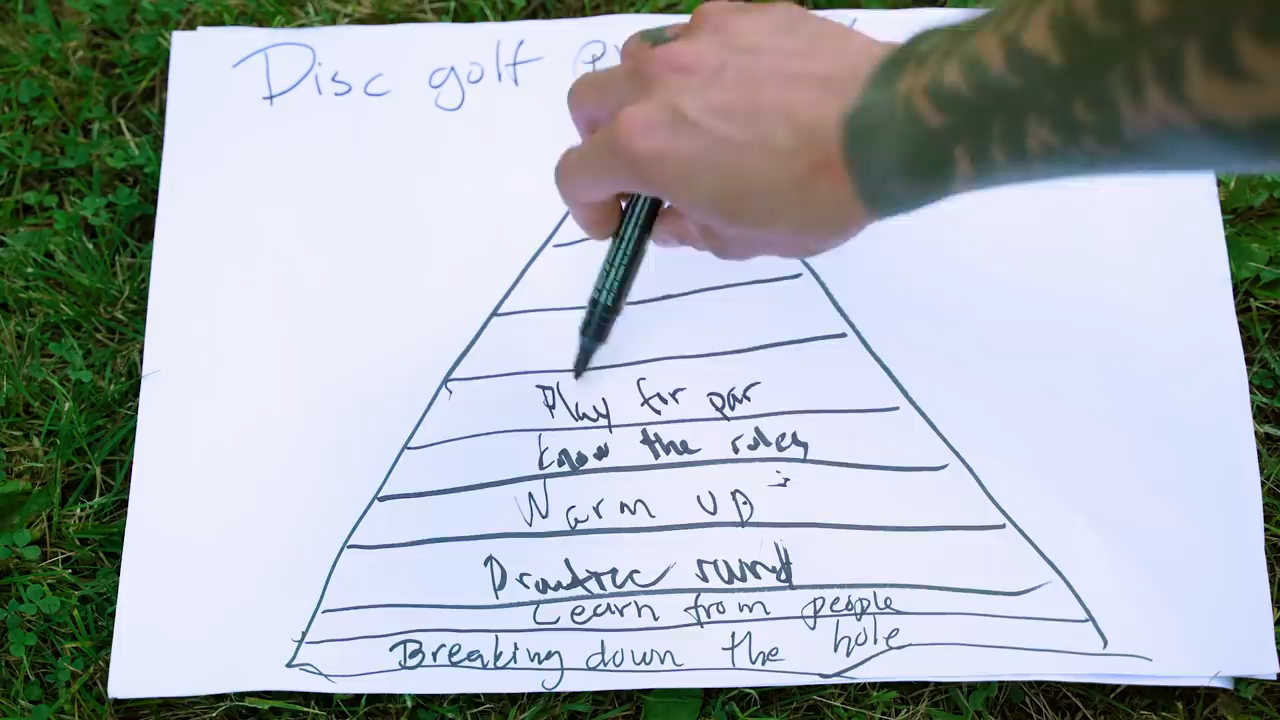 Disc golf
Play for par
Know the rules
Warm up
Practice round
Learn from people
Breaking down the hole